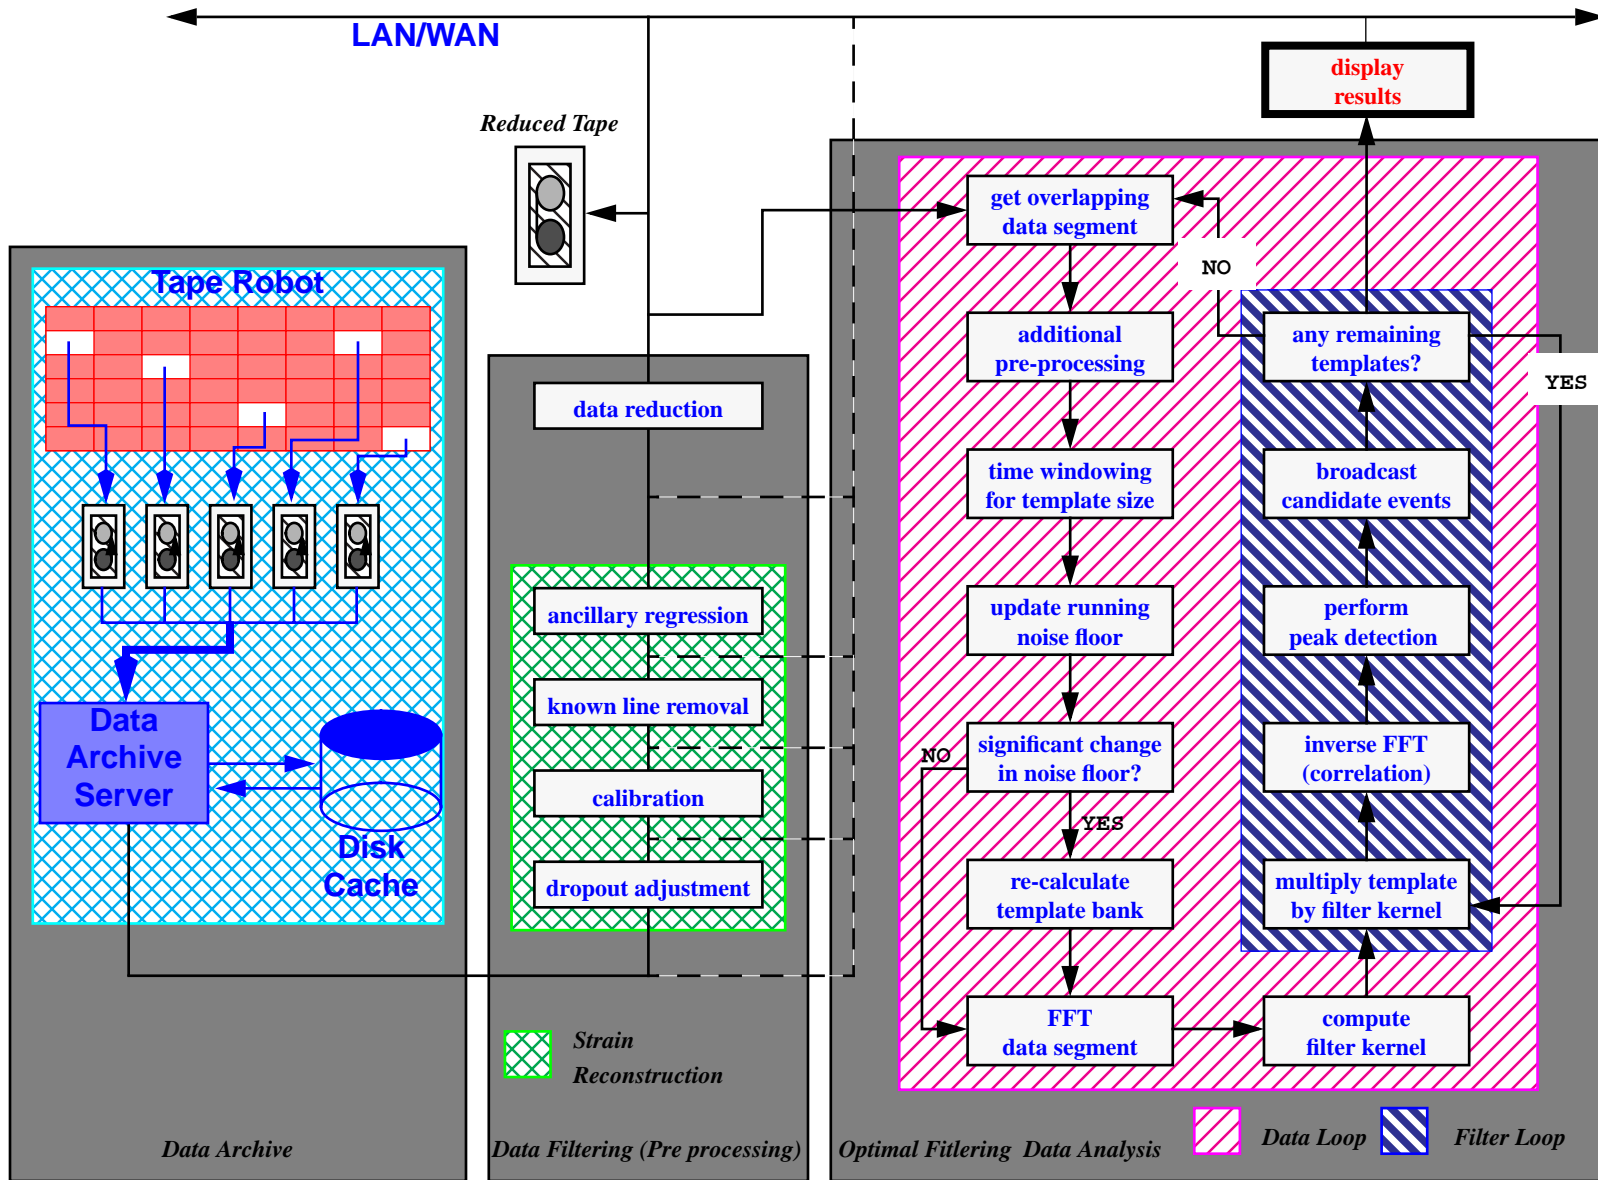 LAN/WAN
display
results
Reduced Tape
get overlapping
data segment
NO
Tape Robot
additional
pre-processing
any remaining
templates?
YES
data reduction
time windowing
for template size
broadcast
candidate events
ancillary regression
update running
noise floor
perform
peak detection
known line removal
Data
Archive
Server
significant change
in noise floor?
NO
YES
inverse FFT
(correlation)
calibration
Disk
Cache
dropout adjustment
re-calculate
template bank
multiply template
by filter kernel
FFT
data segment
compute
filter kernel
Strain
Reconstruction
Data Archive
Data Filtering (Pre processing)
Optimal Fitlering Data Analysis
Data Loop
Filter Loop